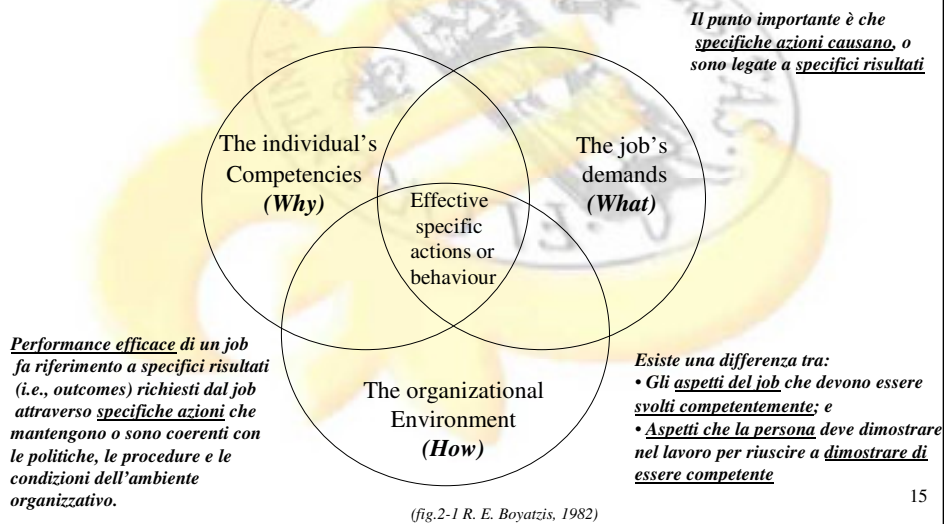 Il punto importante è che
specifiche azioni causano, o
sono legate a specifici risultati
The individual's
Competencies
(Why)
The job's
demands
(What)
Effective
specific
actions or
behaviour
Performance efficace di un job
fa riferimento a specifici risultati
(i.e., outcomes) richiesti dal job
attraverso specifiche azioni che
mantengono o sono coerenti con
le politiche, le procedure e le
condizioni dell'ambiente
organizzativo.
The organizational
Environment
(How)
Esiste una differenza tra:
• Gli aspetti del job che devono essere
svolti competentemente; e
• Aspetti che la persona deve dimostrare
nel lavoro per riuscire a dimostrare di
essere competente
15
(fig.2-1 R. E. Boyatzis, 1982)